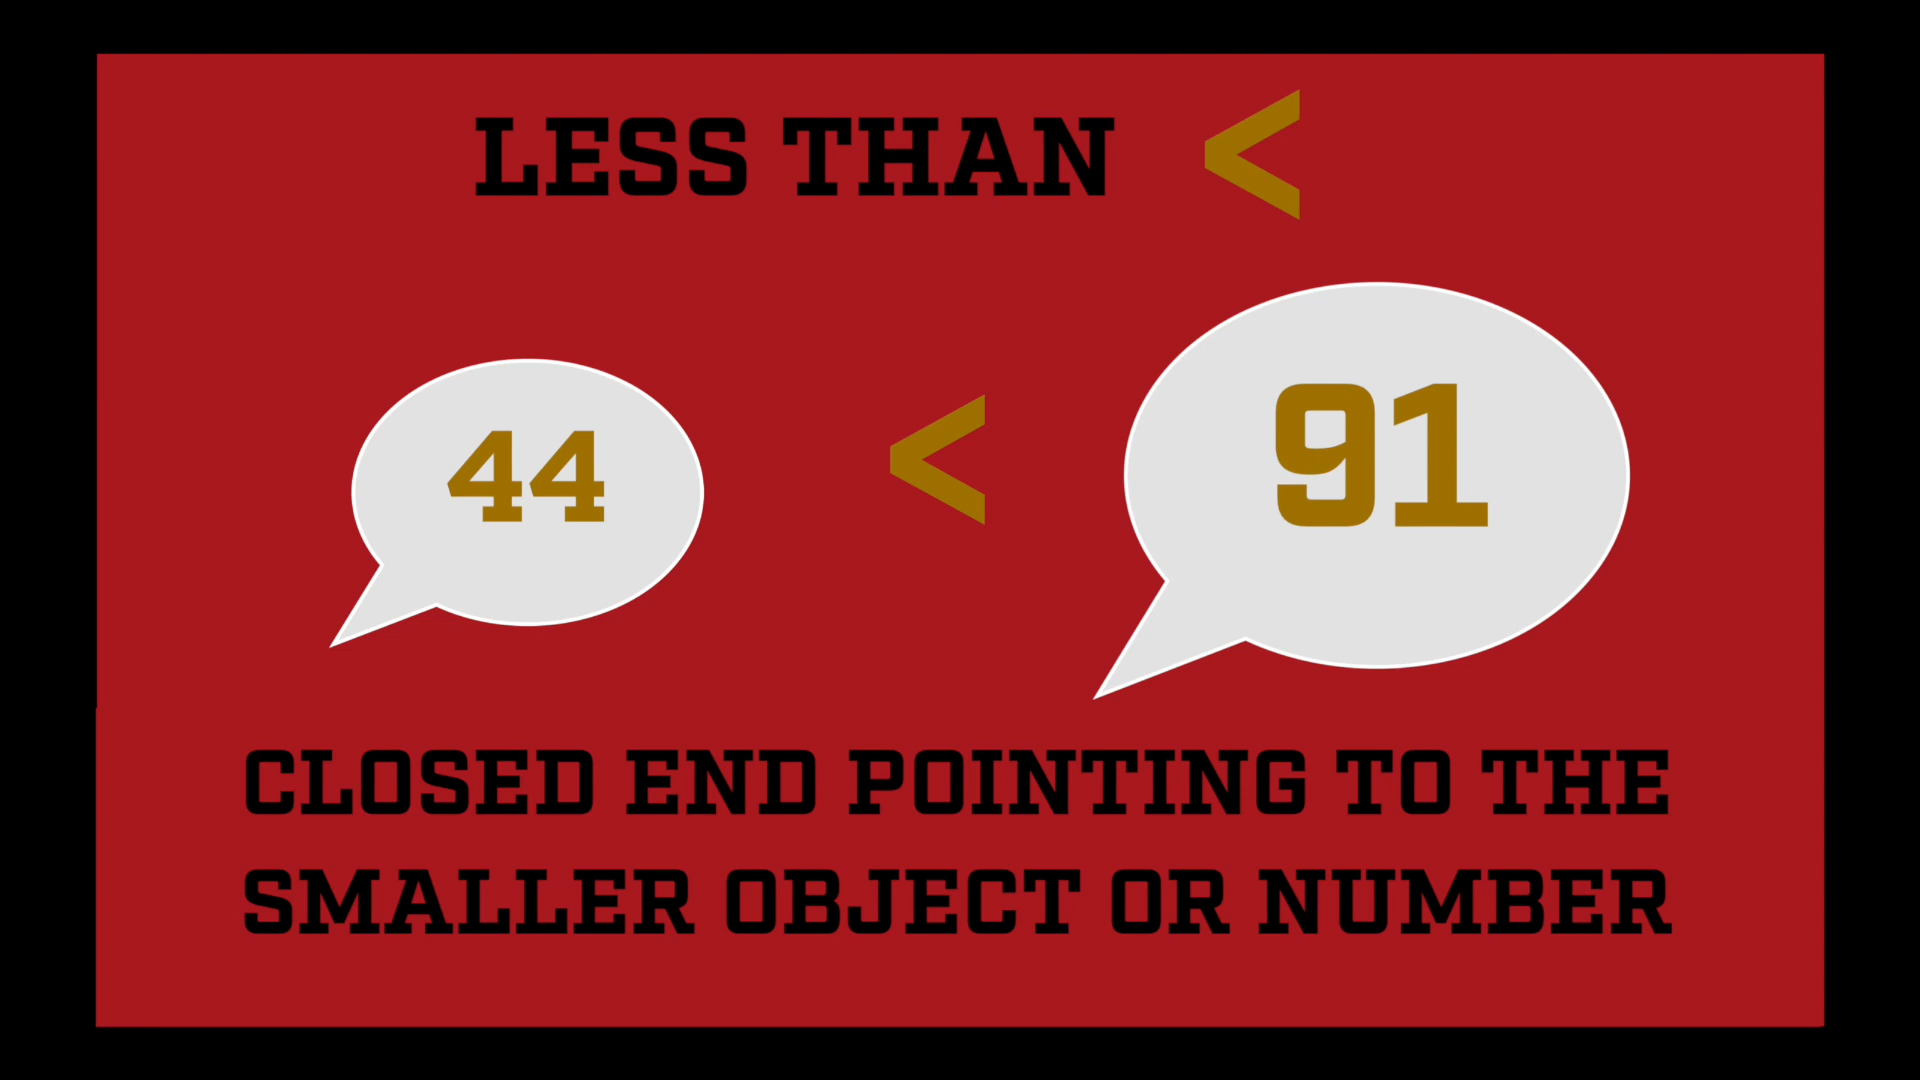 LESS THAN <
44 < 91
CLOSED END POINTING TO THE
SMALLER OBJECT OR NUMBER